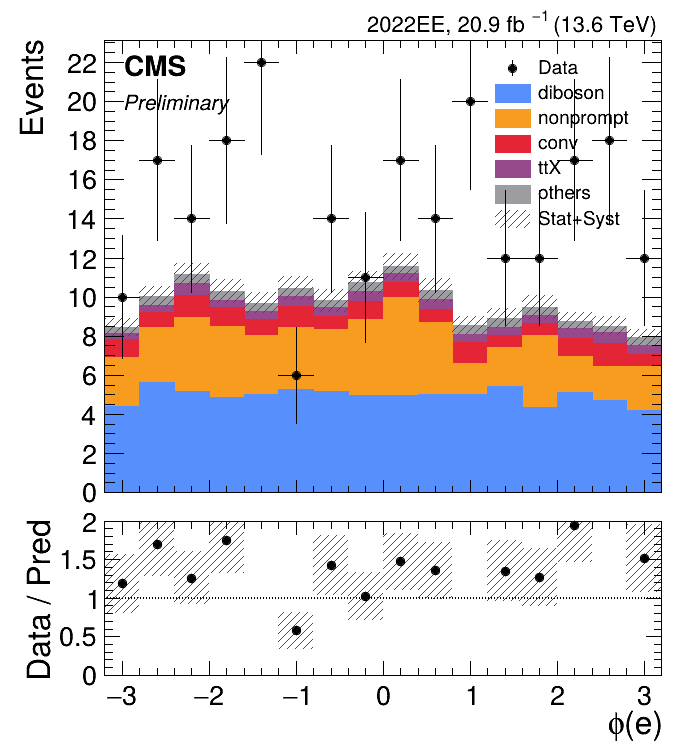 2022EE, 20.9 fb⁻¹ (13.6 TeV)
CMS
Preliminary
Events
22
20
18
16
14
12
10
8
6
4
2
0
Data
diboson
nonprompt
conv
ttX
others
Stat+Syst
Data / Pred
2
1.5
1
0.5
0
−3 −2 −1 0 1 2 3
ϕ(e)